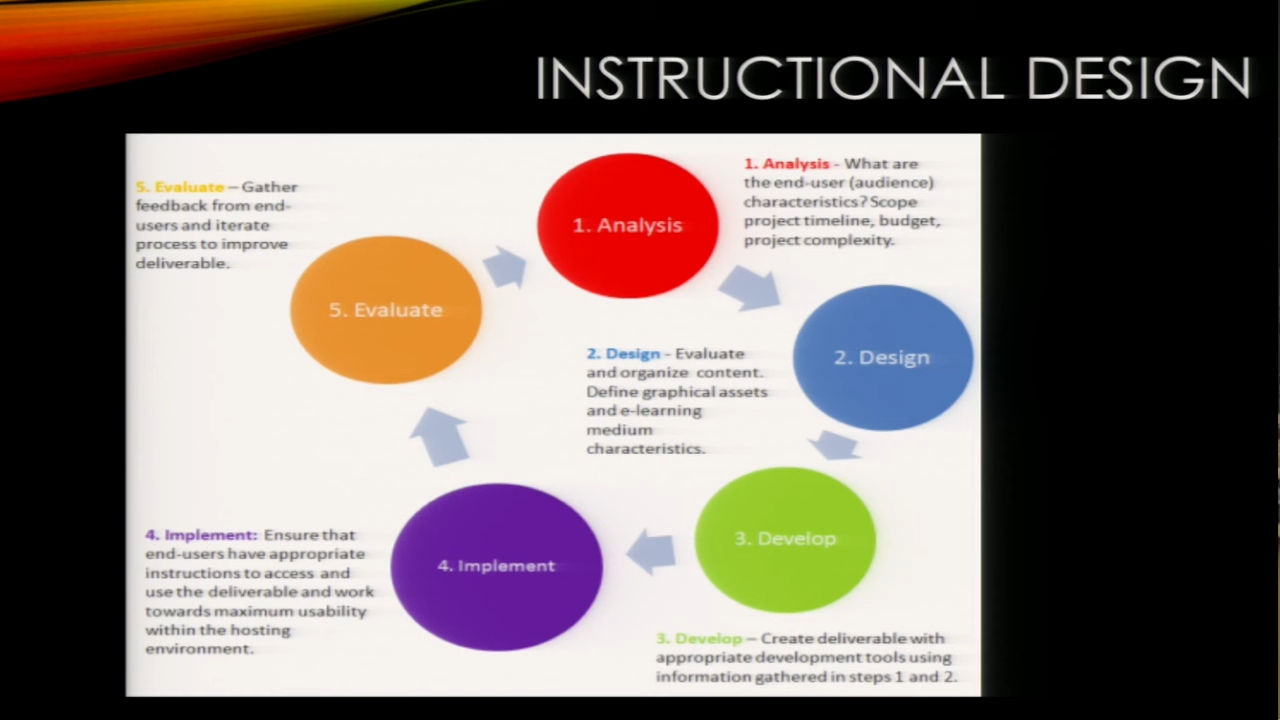 INSTRUCTIONAL DESIGN
1. Analysis
1. Analysis - What are
the end-user (audience)
characteristics? Scope
project timeline, budget,
project complexity.
2. Design
2. Design - Evaluate
and organize content.
Define graphical assets
and e-learning
medium
characteristics.
3. Develop
3. Develop – Create deliverable with
appropriate development tools using
information gathered in steps 1 and 2.
4. Implement
4. Implement: Ensure that
end-users have appropriate
instructions to access and
use the deliverable and work
towards maximum usability
within the hosting
environment.
5. Evaluate
5. Evaluate – Gather
feedback from end-
users and iterate
process to improve
deliverable.